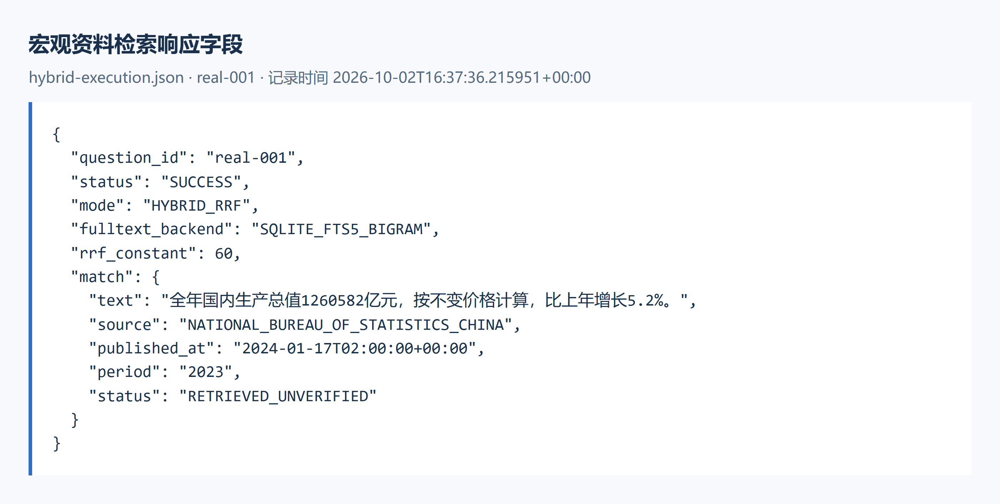 宏观资料检索响应字段
hybrid-execution.json · real-001 · 记录时间 2026-10-02T16:37:36.215951+00:00
{
  "question_id": "real-001",
  "status": "SUCCESS",
  "mode": "HYBRID_RRF",
  "fulltext_backend": "SQLITE_FTS5_BIGRAM",
  "rrf_constant": 60,
  "match": {
    "text": "全年国内生产总值1260582亿元，按不变价格计算，比上年增长5.2%。",
    "source": "NATIONAL_BUREAU_OF_STATISTICS_CHINA",
    "published_at": "2024-01-17T02:00:00+00:00",
    "period": "2023",
    "status": "RETRIEVED_UNVERIFIED"
  }
}